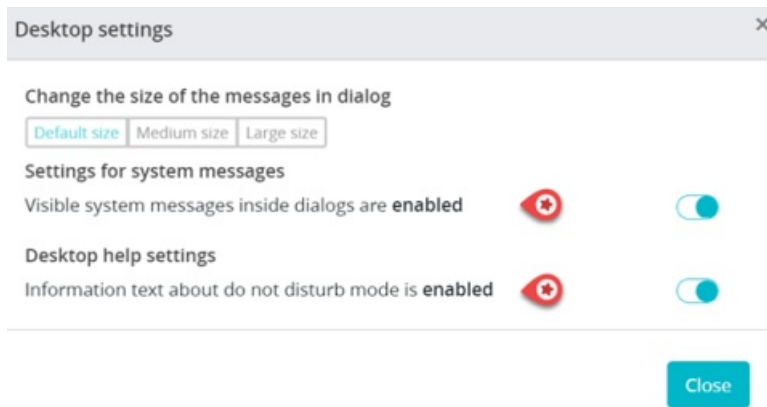 Desktop settings
Change the size of the messages in dialog
Default size Medium size Large size
Settings for system messages
Visible system messages inside dialogs are enabled
Desktop help settings
Information text about do not disturb mode is enabled
Close